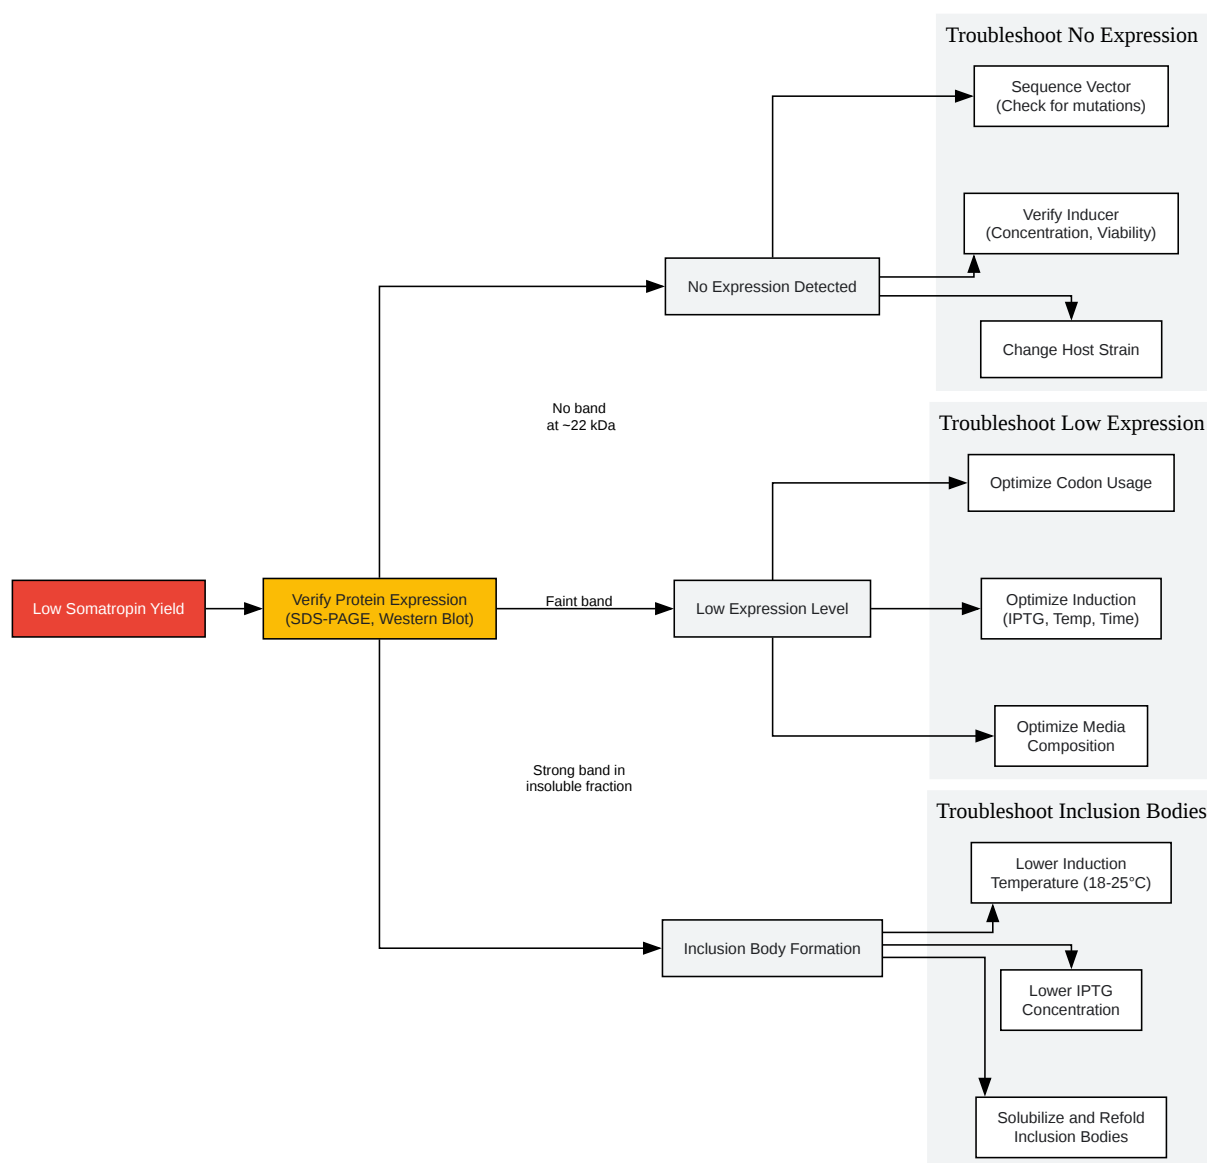 Troubleshoot No Expression
Sequence Vector
(Check for mutations)
Verify Inducer
(Concentration, Viability)
No Expression Detected
Change Host Strain
No band
at ~22 kDa
Troubleshoot Low Expression
Optimize Codon Usage
Low Somatropin Yield
Verify Protein Expression
(SDS-PAGE, Western Blot)
Faint band
Low Expression Level
Optimize Induction
(IPTG, Temp, Time)
Optimize Media
Composition
Strong band in
insoluble fraction
Troubleshoot Inclusion Bodies
Lower Induction
Temperature (18-25°C)
Inclusion Body Formation
Lower IPTG
Concentration
Solubilize and Refold
Inclusion Bodies